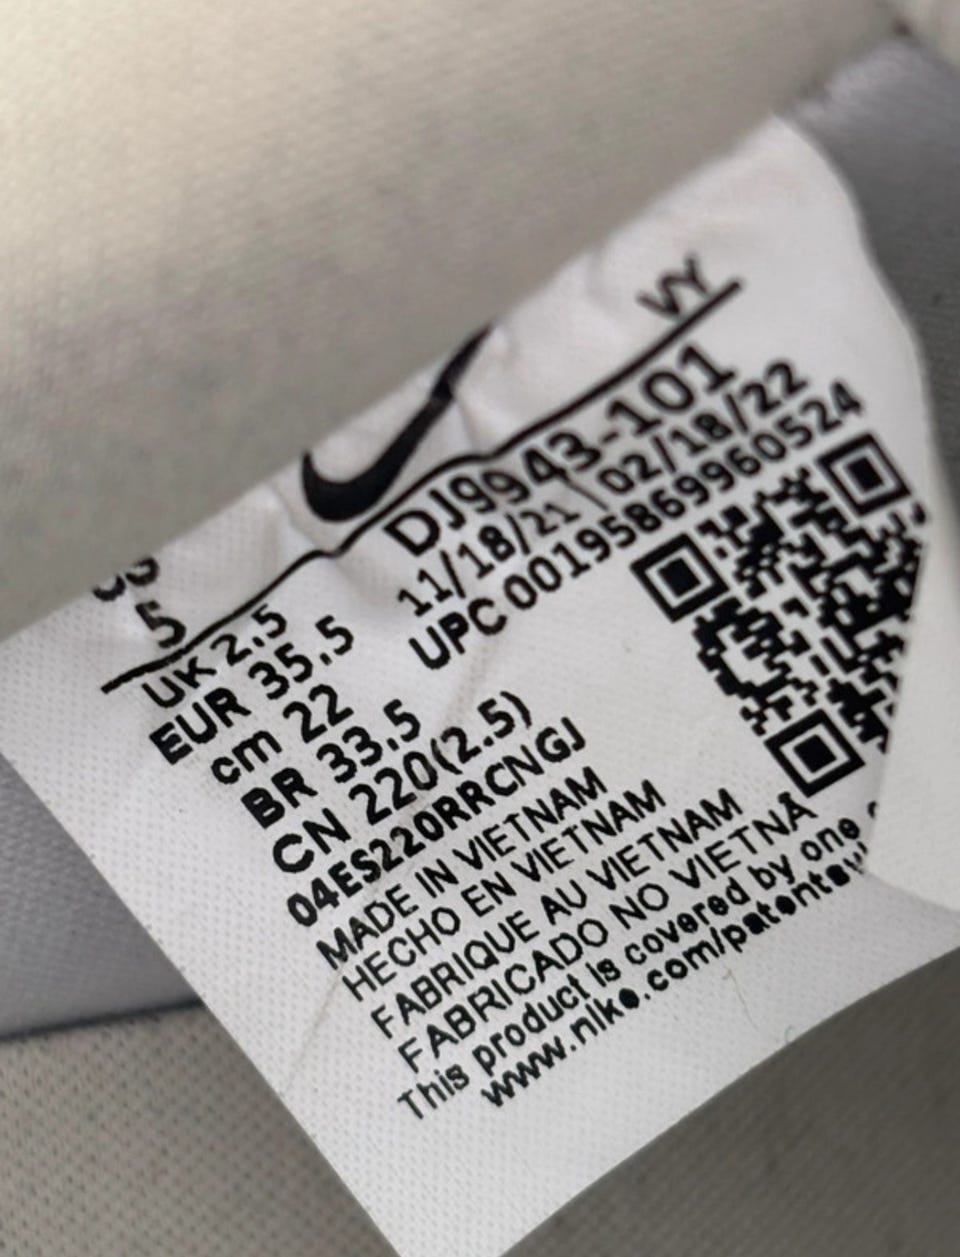 VY
DJ9943-101
11/18/21 02/18/22
UPC 00195869960524
5
UK 2.5
EUR 35.5
cm 22
BR 33.5
CN 220(2.5)
04ES220RRCNGJ
MADE IN VIETNAM
HECHO EN VIETNAM
FABRIQUE AU VIETNAM
FABRICADO NO VIETNÃ
This product is covered by one
www.nike.com/patents